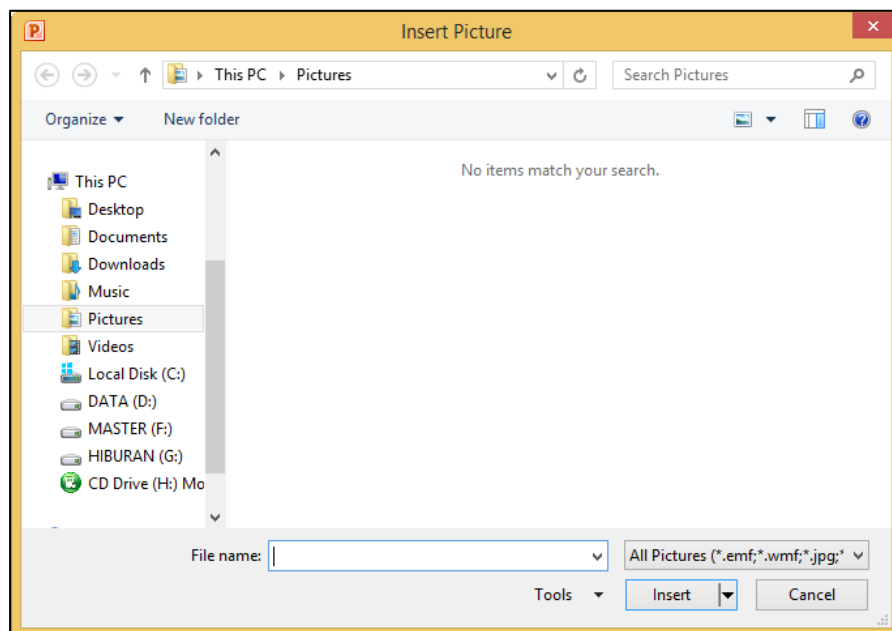 Insert Picture
This PC Pictures
Search Pictures
Organize
New folder
No items match your search.
This PC
Desktop
Documents
Downloads
Music
Pictures
Videos
Local Disk (C:)
DATA (D:)
MASTER (F:)
HIBURAN (G:)
CD Drive (H:) Mo
File name:
All Pictures (*.emf;*.wmf;*.jpg;*
Tools
Insert
Cancel